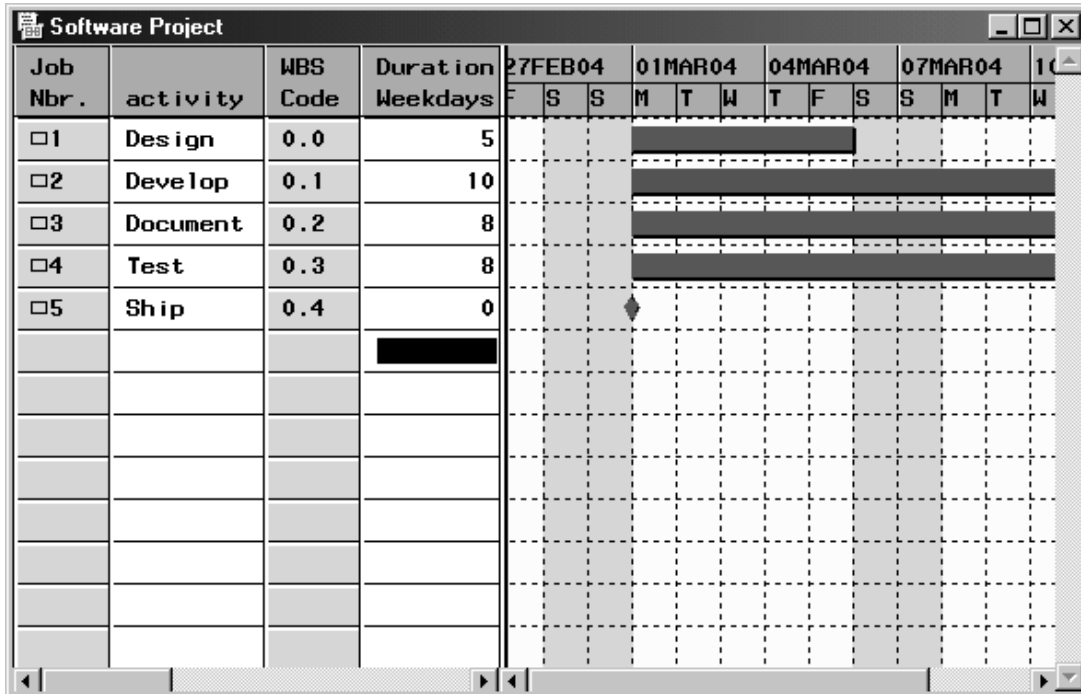 Software Project
Job Nbr. activity WBS Code Duration Weekdays
27FEB04 01MAR04 04MAR04 07MAR04 10
F S S M T W T F S S M T W
1 Design 0.0 5
2 Develop 0.1 10
3 Document 0.2 8
4 Test 0.3 8
5 Ship 0.4 0